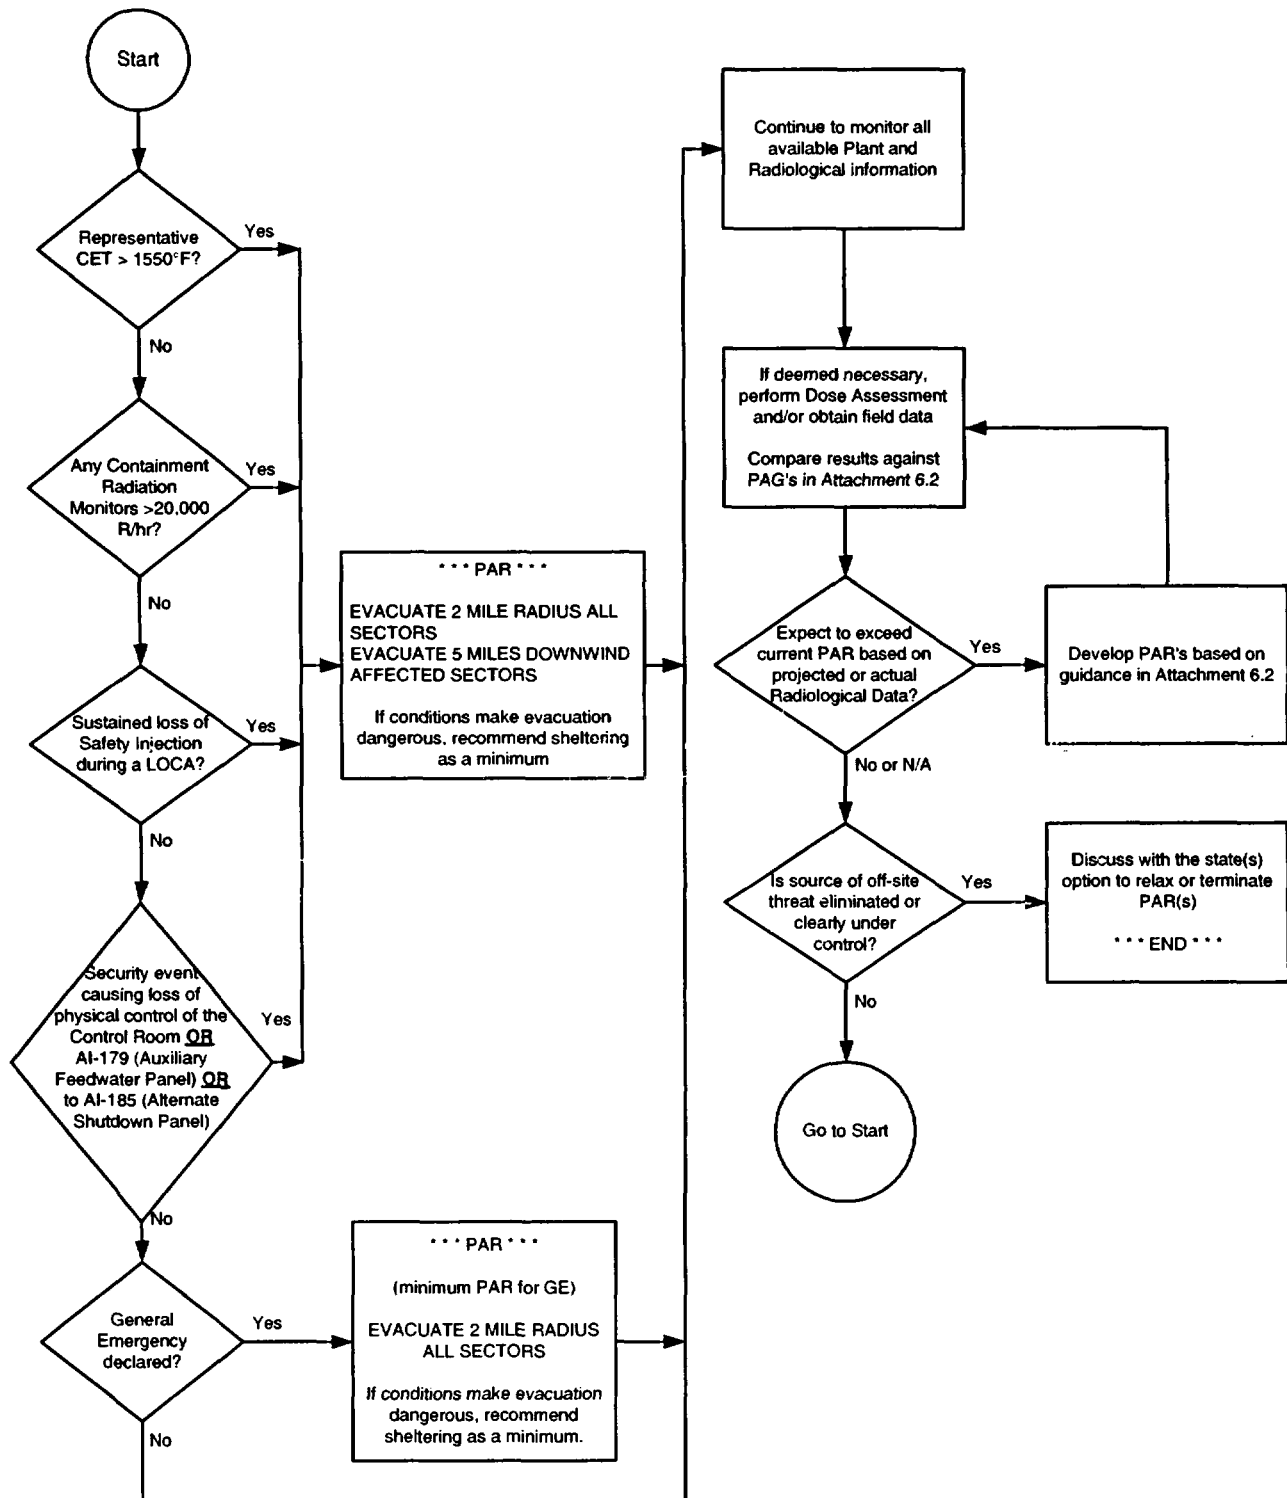 Start
Representative
CET > 1550°F?
Yes
No
Any Containment
Radiation
Monitors >20,000
R/hr?
Yes
No
Sustained loss of
Safety Injection
during a LOCA?
Yes
No
Security event
causing loss of
physical control of the
Control Room OR
AI-179 (Auxiliary
Feedwater Panel) OR
to AI-185 (Alternate
Shutdown Panel)
Yes
No
General
Emergency
declared?
Yes
No
* * * PAR * * *
EVACUATE 2 MILE RADIUS ALL
SECTORS
EVACUATE 5 MILES DOWNWIND
AFFECTED SECTORS
If conditions make evacuation
dangerous, recommend sheltering
as a minimum
* * * PAR * * *
(minimum PAR for GE)
EVACUATE 2 MILE RADIUS
ALL SECTORS
If conditions make evacuation
dangerous, recommend
sheltering as a minimum.
Continue to monitor all
available Plant and
Radiological information
If deemed necessary,
perform Dose Assessment
and/or obtain field data
Compare results against
PAG's in Attachment 6.2
Expect to exceed
current PAR based on
projected or actual
Radiological Data?
Yes
Develop PAR's based on
guidance in Attachment 6.2
No or N/A
Is source of off-site
threat eliminated or
clearly under
control?
Yes
Discuss with the state(s)
option to relax or terminate
PAR(s)
* * * END * * *
No
Go to Start